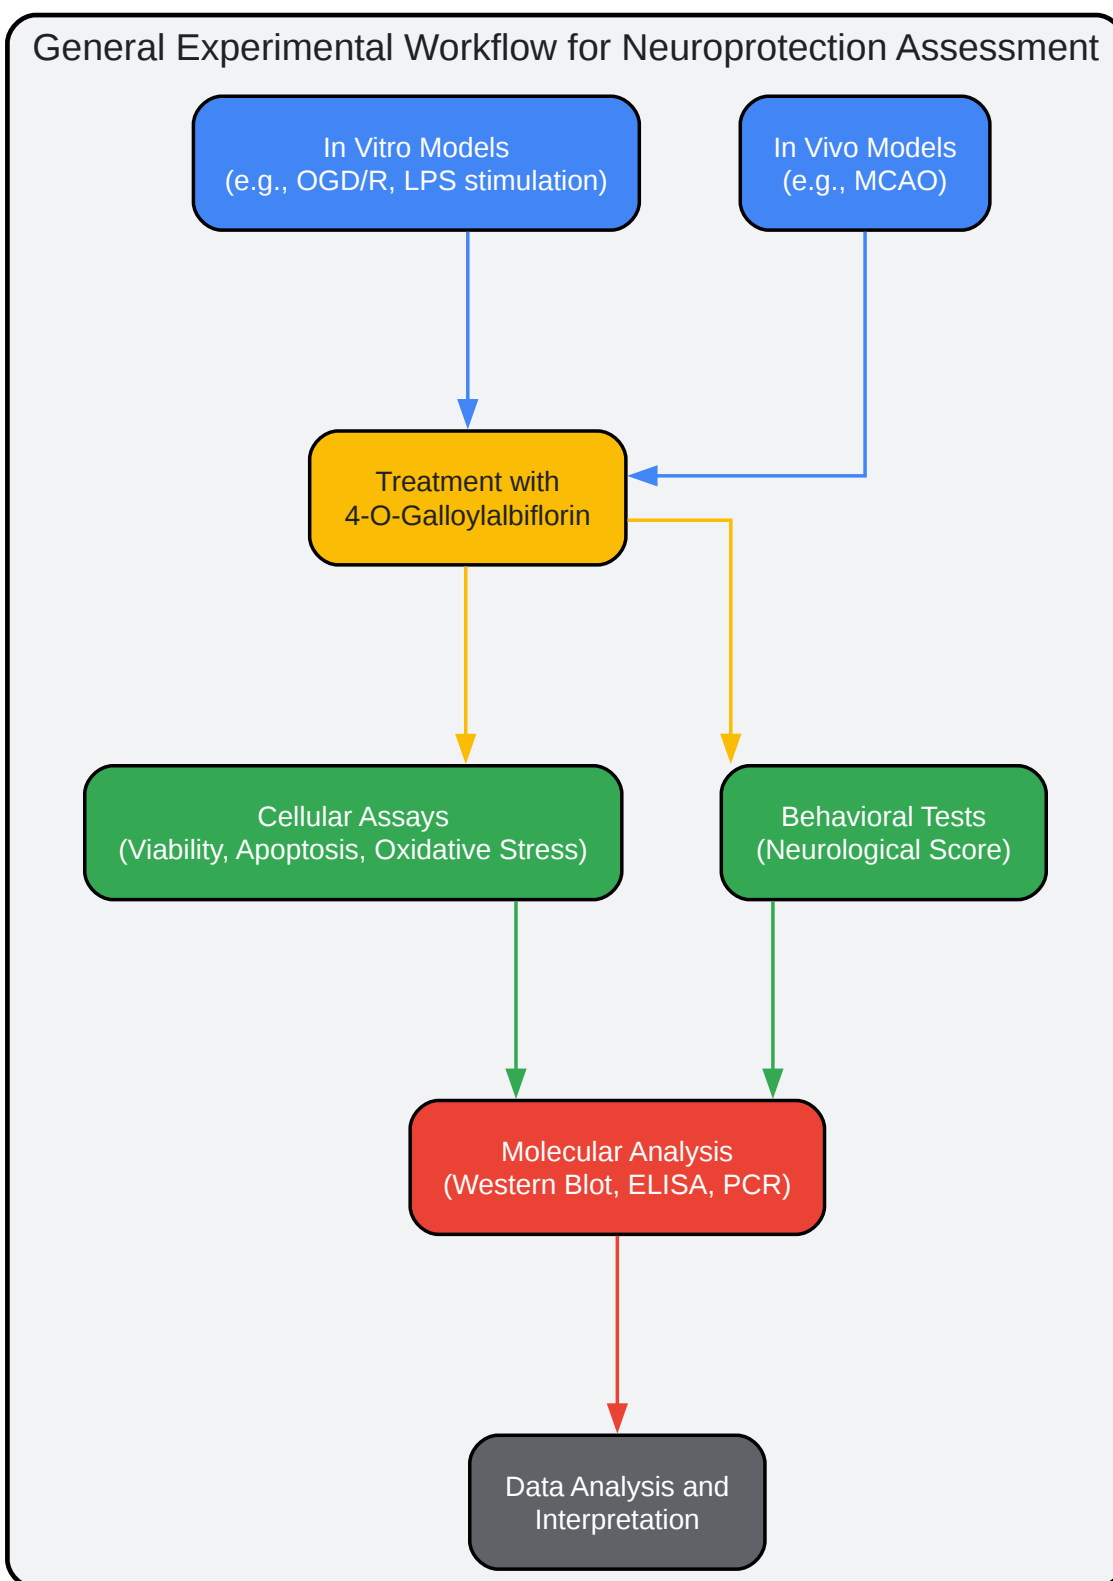 General Experimental Workflow for Neuroprotection Assessment
In Vitro Models
(e.g., OGD/R, LPS stimulation)
In Vivo Models
(e.g., MCAO)
Treatment with
4-O-Galloylalbiflorin
Cellular Assays
(Viability, Apoptosis, Oxidative Stress)
Behavioral Tests
(Neurological Score)
Molecular Analysis
(Western Blot, ELISA, PCR)
Data Analysis and
Interpretation